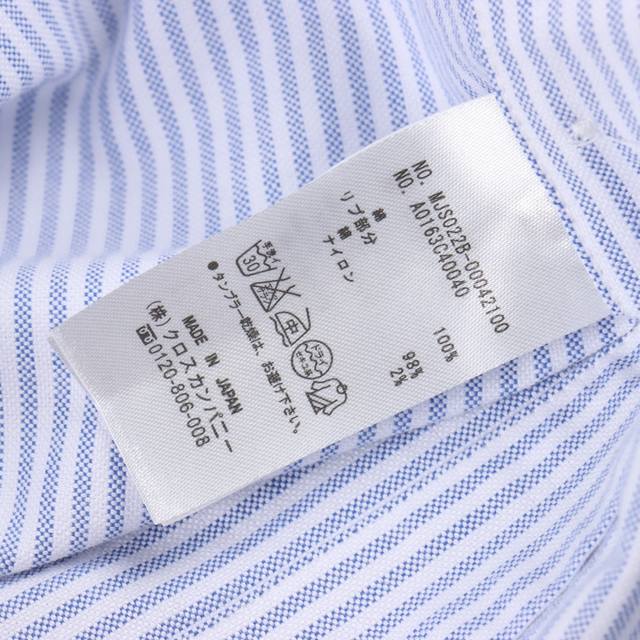 NO. MJSO22B-00042100
NO. A0163C40040
綿 100%
リブ部分
綿 98%
ナイロン 2%
30
●タンブラー乾燥は、お避け下さい。
MADE IN JAPAN
(株)クロスカンパニー
0120-806-008